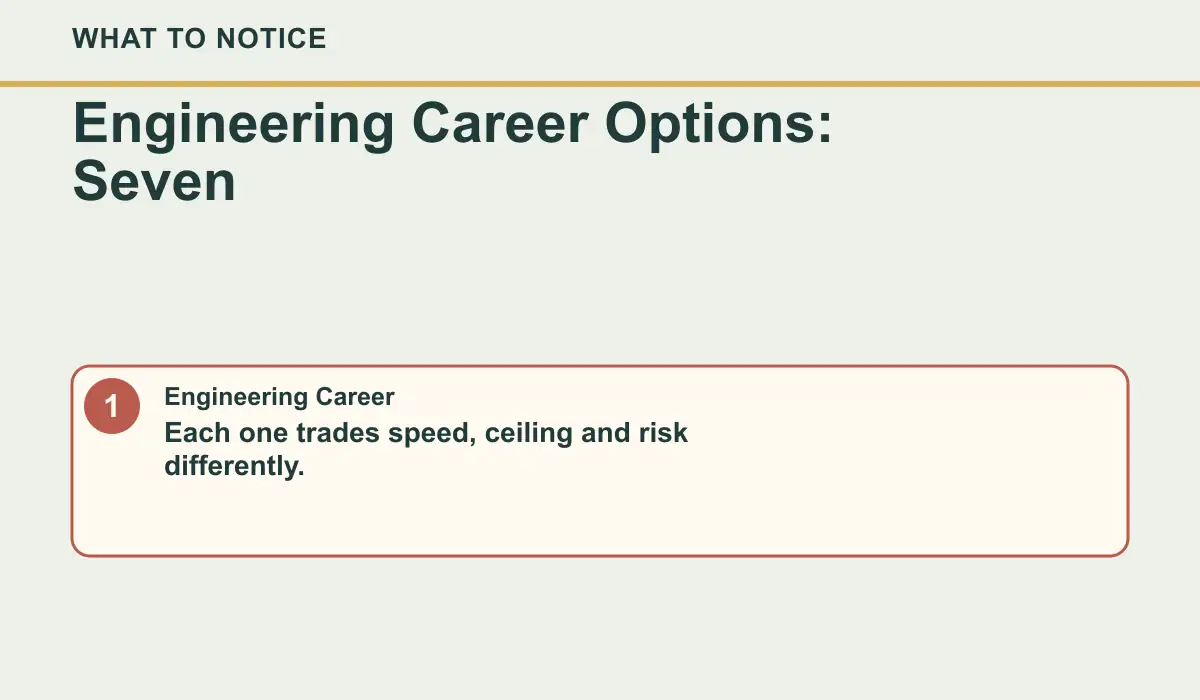 WHAT TO NOTICE
Engineering Career Options:
Seven
1
Engineering Career
Each one trades speed, ceiling and risk
differently.